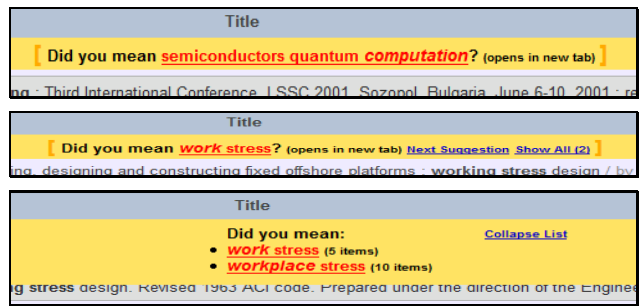 Title
[ Did you mean semiconductors quantum computation? (opens in new tab) ]
ng : Third International Conference, LSSC 2001, Sozopol, Bulgaria, June 6-10, 2001 : re
Title
[ Did you mean work stress? (opens in new tab) Next Suggestion Show All (2) ]
ing, designing and constructing fixed offshore platforms : working stress design / by
Title
Did you mean: Collapse List
• work stress (5 items)
• workplace stress (10 items)
g stress design. Revised 1963 ACI code. Prepared under the direction of the Enginee